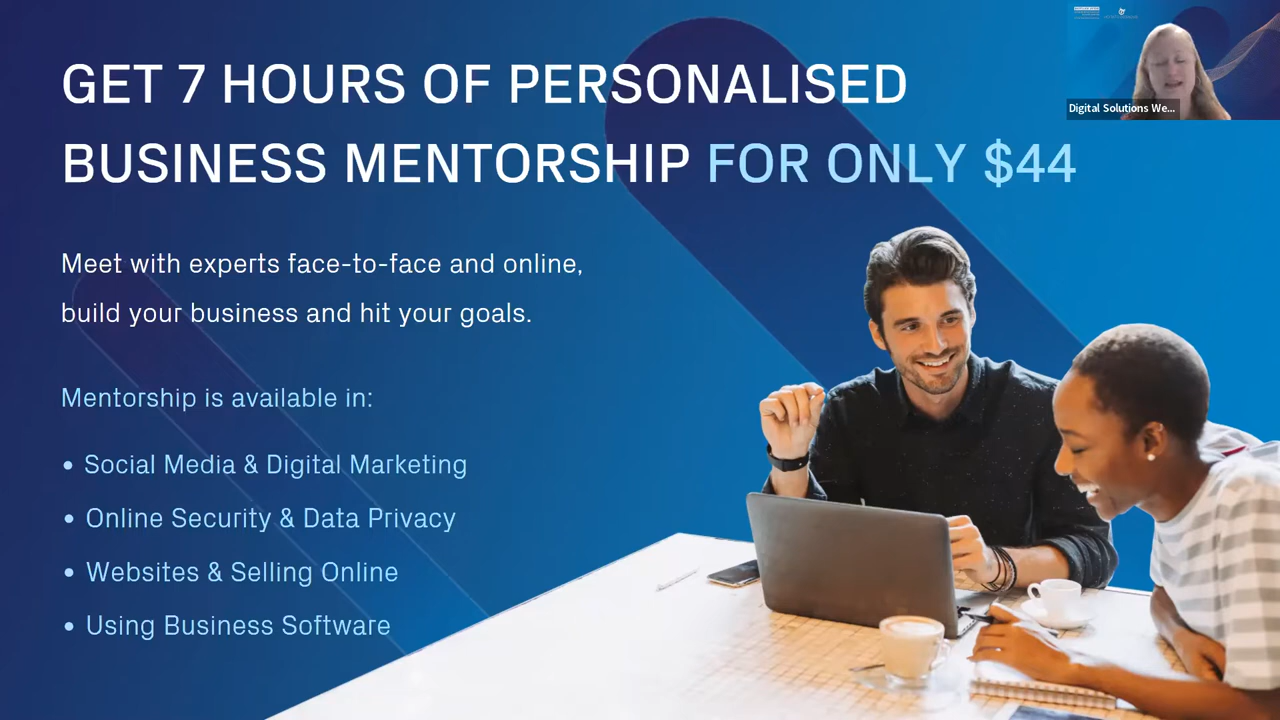 GET 7 HOURS OF PERSONALISED
BUSINESS MENTORSHIP FOR ONLY $44
Digital Solutions We...
Meet with experts face-to-face and online,
build your business and hit your goals.
Mentorship is available in:
• Social Media & Digital Marketing
• Online Security & Data Privacy
• Websites & Selling Online
• Using Business Software